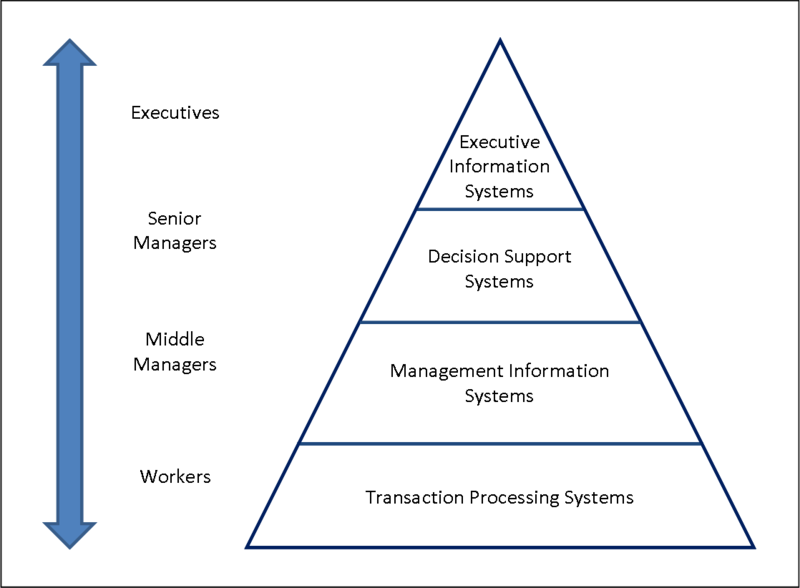 Executives
Executive
Information
Systems
Senior
Managers
Decision Support
Systems
Middle
Managers
Management Information
Systems
Workers
Transaction Processing Systems